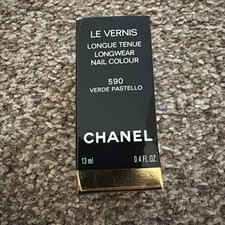 LE VERNIS
LONGUE TENUE
LONGWEAR
NAIL COLOUR
590
VERDE PASTELLO
CHANEL
13 ml 0.4 FL.OZ.